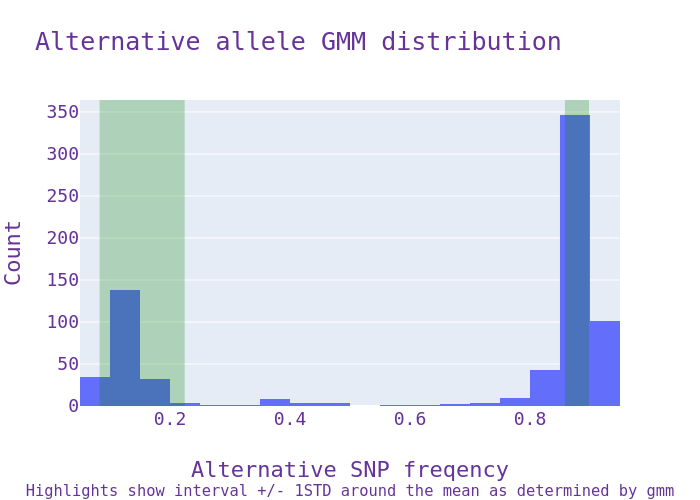 Alternative allele GMM distribution
350
300
250
200
150
100
50
0
Count
0.2 0.4 0.6 0.8
Alternative SNP freqency
Highlights show interval +/- 1STD around the mean as determined by gmm